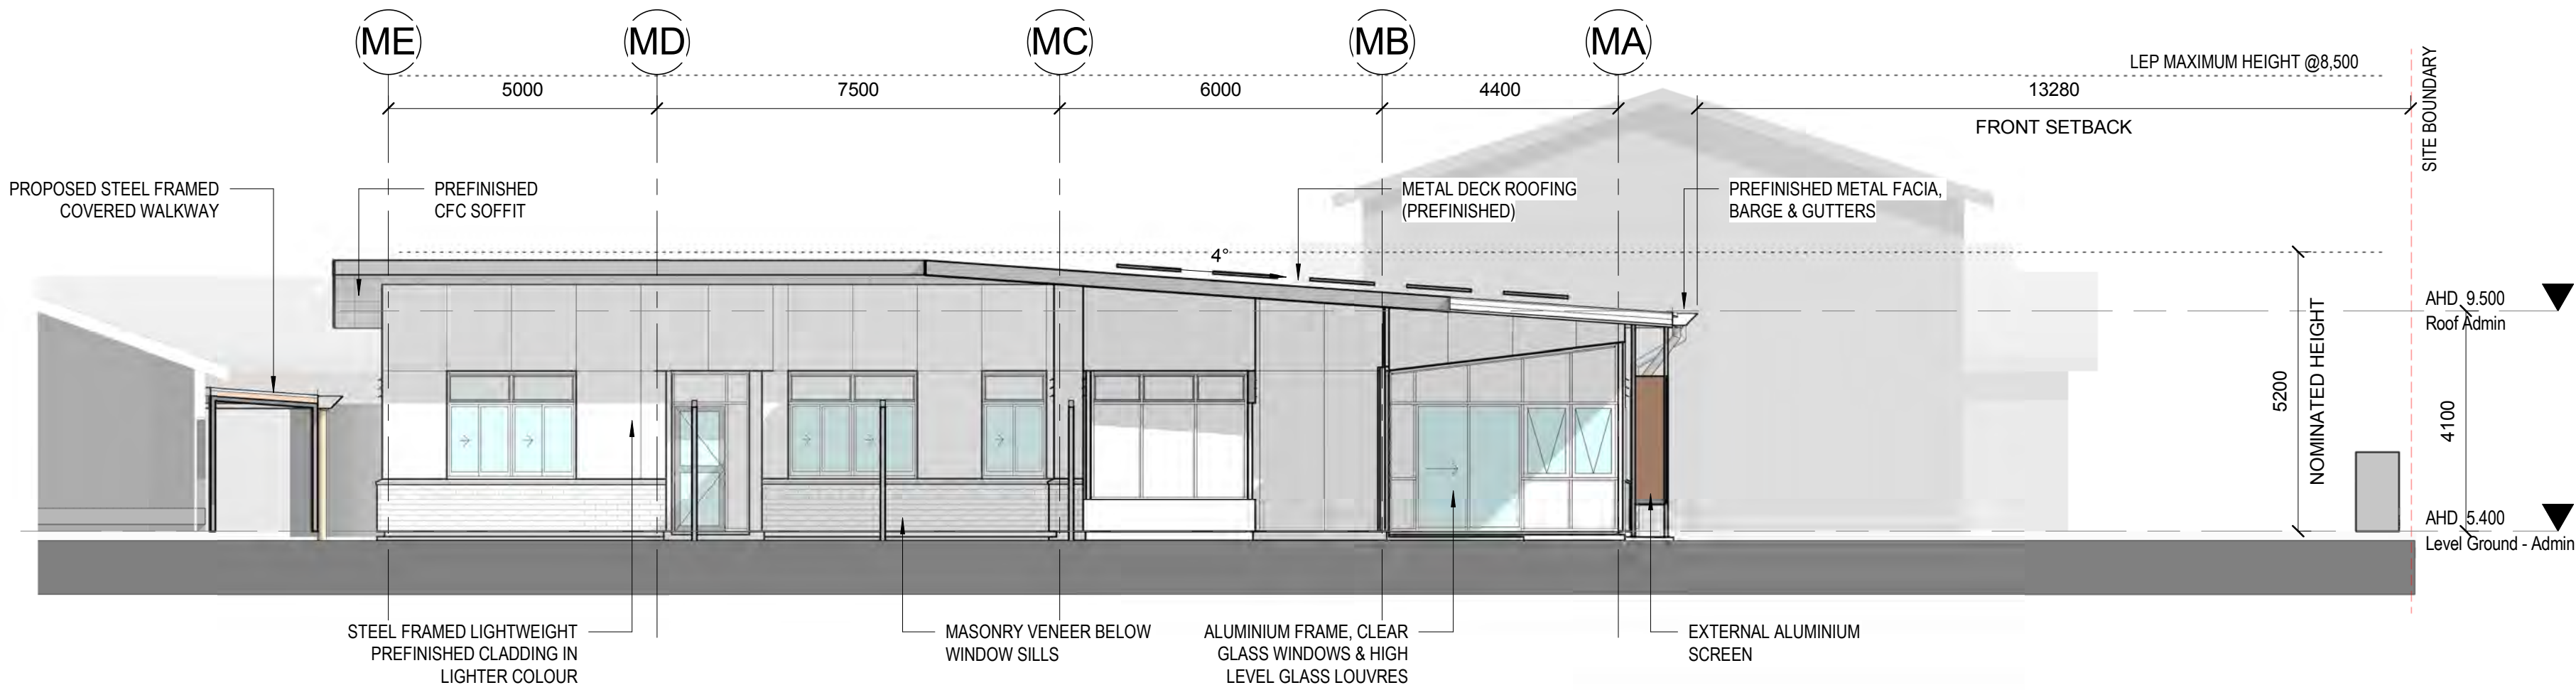 ME
MD
MC
MB
MA
LEP MAXIMUM HEIGHT @8,500
SITE BOUNDARY
5000
7500
6000
4400
13280
FRONT SETBACK
PROPOSED STEEL FRAMED
COVERED WALKWAY
PREFINISHED
CFC SOFFIT
METAL DECK ROOFING
(PREFINISHED)
PREFINISHED METAL FACIA,
BARGE & GUTTERS
4°
AHD 9.500
Roof Admin
5200
NOMINATED HEIGHT
4100
AHD 5.400
Level Ground - Admin
STEEL FRAMED LIGHTWEIGHT
PREFINISHED CLADDING IN
LIGHTER COLOUR
MASONRY VENEER BELOW
WINDOW SILLS
ALUMINIUM FRAME, CLEAR
GLASS WINDOWS & HIGH
LEVEL GLASS LOUVRES
EXTERNAL ALUMINIUM
SCREEN